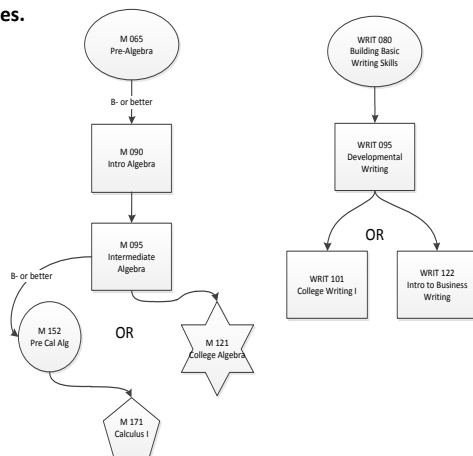 es.
M 065
Pre-Algebra
B- or better
M 090
Intro Algebra
M 095
Intermediate
Algebra
B- or better
M 152
Pre Cal Alg
OR
M 121
College Algebra
M 171
Calculus I
WRIT 080
Building Basic
Writing Skills
WRIT 095
Developmental
Writing
OR
WRIT 101
College Writing I
WRIT 122
Intro to Business
Writing